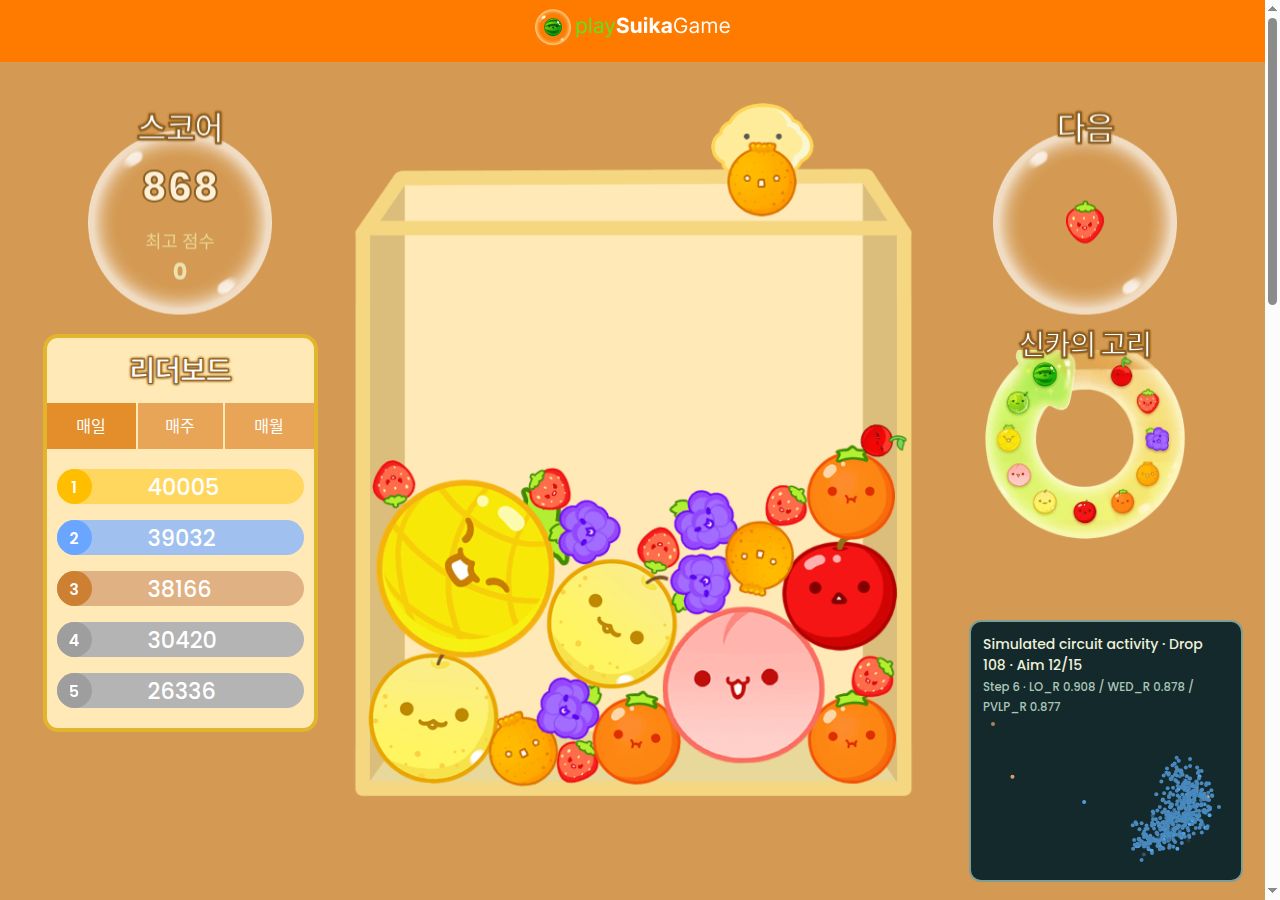 playSuikaGame
스코어
868
최고 점수
0
다음
리더보드
매일 매주 매월
1 40005
2 39032
3 38166
4 30420
5 26336
신카의 고리
Simulated circuit activity · Drop
108 · Aim 12/15
Step 6 · LO_R 0.908 / WED_R 0.878 /
PVLP_R 0.877